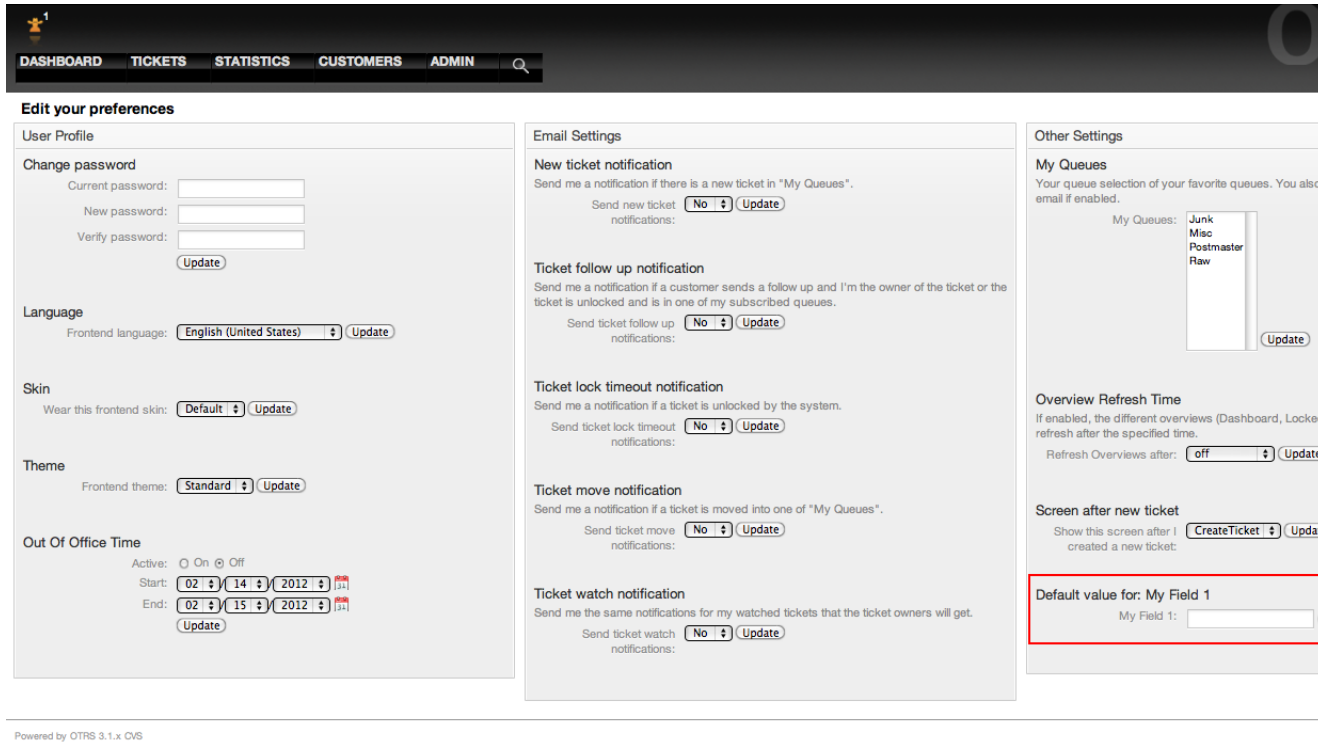 1
O
DASHBOARD TICKETS STATISTICS CUSTOMERS ADMIN
Edit your preferences
User Profile
Change password
Current password:
New password:
Verify password:
Update
Language
Frontend language: English (United States) Update
Skin
Wear this frontend skin: Default Update
Theme
Frontend theme: Standard Update
Out Of Office Time
Active: On Off
Start: 02 / 14 / 2012 31
End: 02 / 15 / 2012 31
Update
Email Settings
New ticket notification
Send me a notification if there is a new ticket in "My Queues".
Send new ticket No Update
notifications:
Ticket follow up notification
Send me a notification if a customer sends a follow up and I'm the owner of the ticket or the
ticket is unlocked and is in one of my subscribed queues.
Send ticket follow up No Update
notifications:
Ticket lock timeout notification
Send me a notification if a ticket is unlocked by the system.
Send ticket lock timeout No Update
notifications:
Ticket move notification
Send me a notification if a ticket is moved into one of "My Queues".
Send ticket move No Update
notifications:
Ticket watch notification
Send me the same notifications for my watched tickets that the ticket owners will get.
Send ticket watch No Update
notifications:
Other Settings
My Queues
Your queue selection of your favorite queues. You also
email if enabled.
My Queues: Junk
Misc
Postmaster
Raw
Update
Overview Refresh Time
If enabled, the different overviews (Dashboard, Locke
refresh after the specified time.
Refresh Overviews after: off Update
Screen after new ticket
Show this screen after I CreateTicket Upda
created a new ticket:
Default value for: My Field 1
My Field 1:
Powered by OTRS 3.1.x CVS